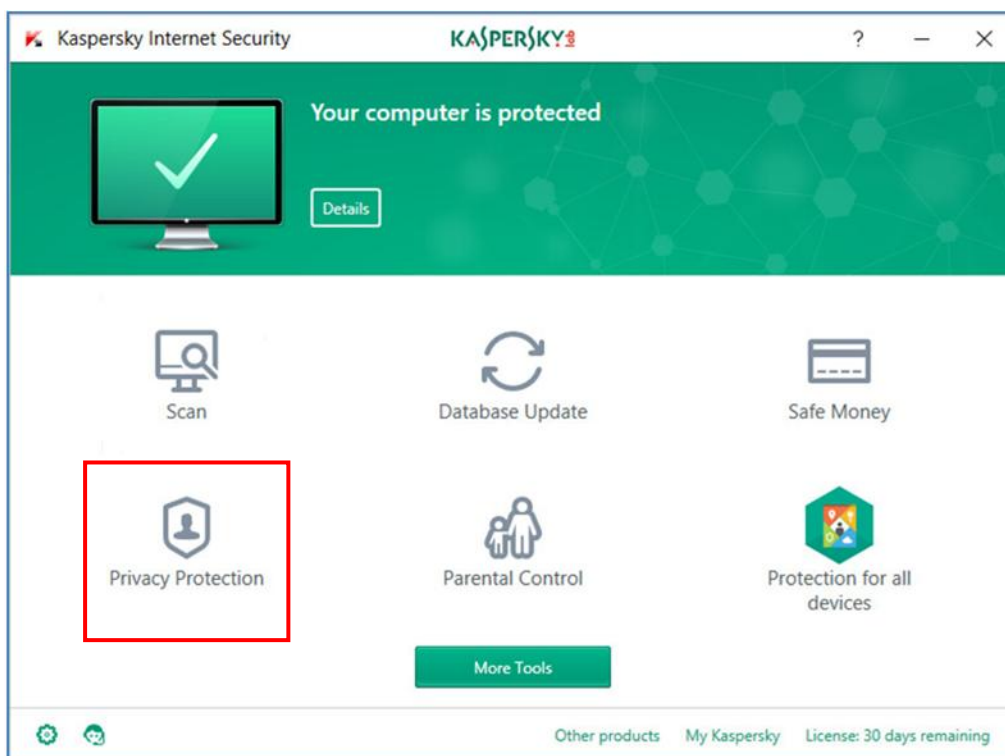 Kaspersky Internet Security
KASPERSKY lab
?
Your computer is protected
Details
Scan
Database Update
Safe Money
Privacy Protection
Parental Control
Protection for all
devices
More Tools
Other products
My Kaspersky
License: 30 days remaining